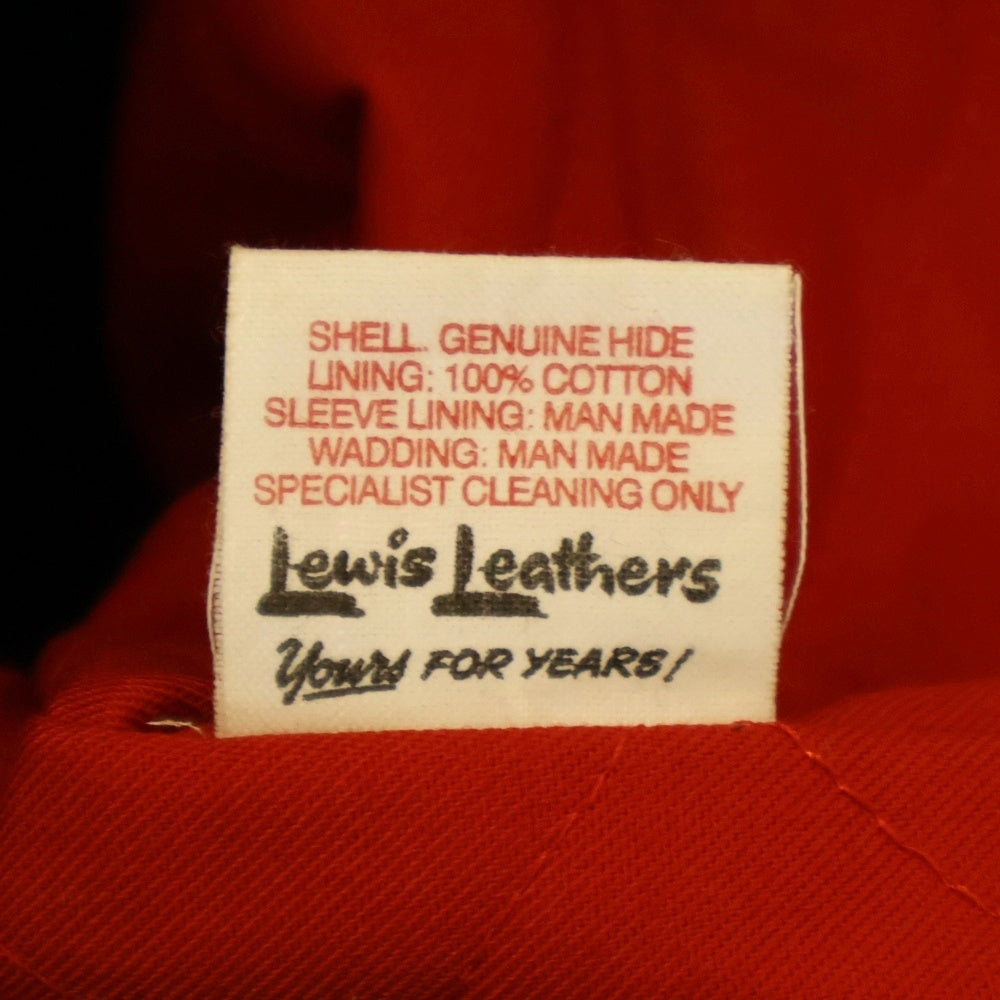 SHELL. GENUINE HIDE
LINING: 100% COTTON
SLEEVE LINING: MAN MADE
WADDING: MAN MADE
SPECIALIST CLEANING ONLY
Lewis Leathers
Yours FOR YEARS!